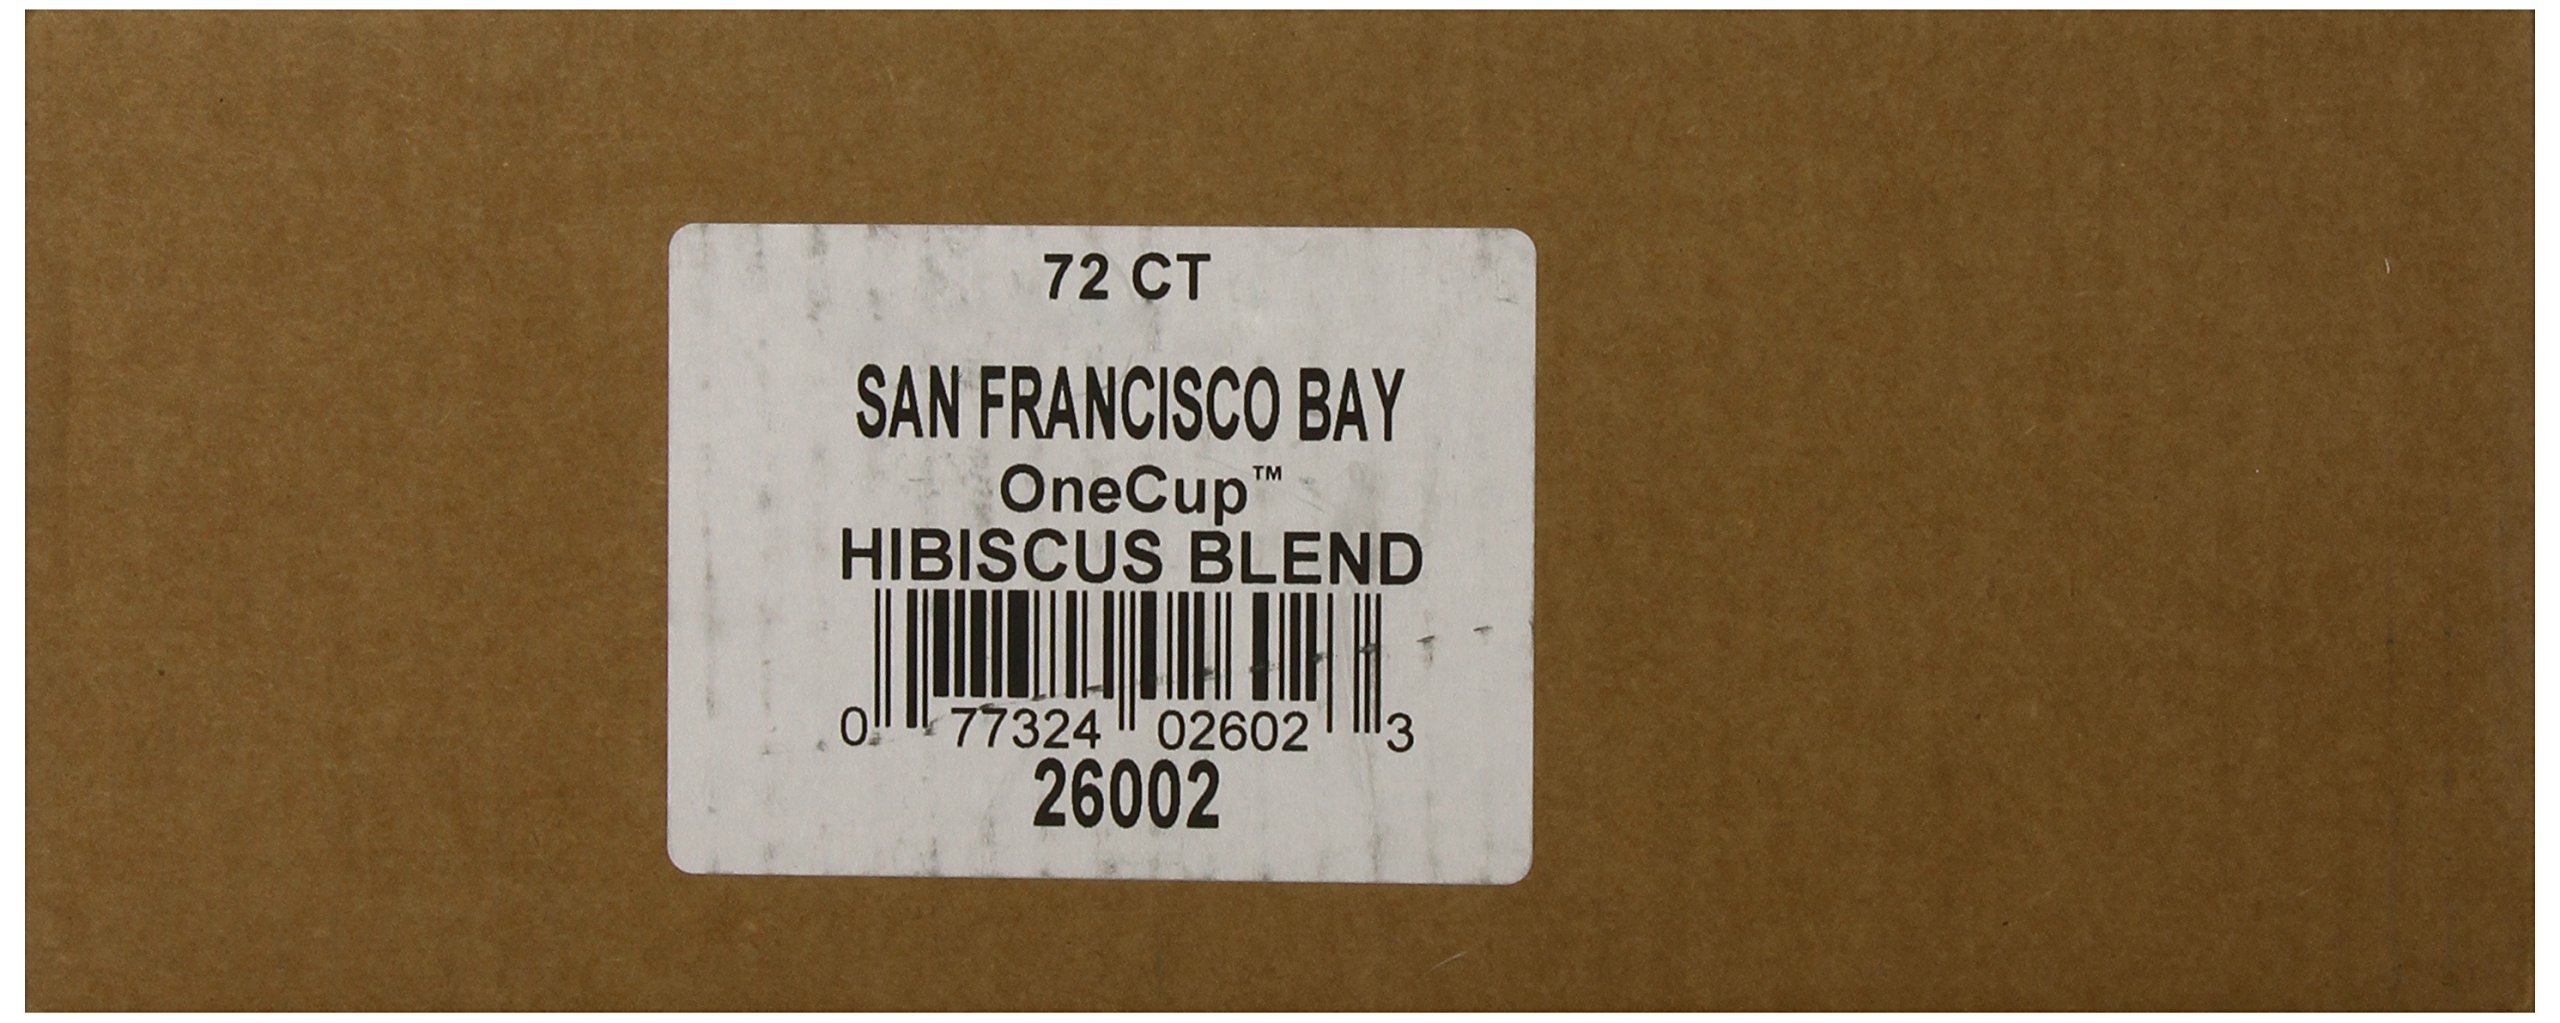 72 CT
SAN FRANCISCO BAY
OneCup™
HIBISCUS BLEND
0 77324 02602 3
26002